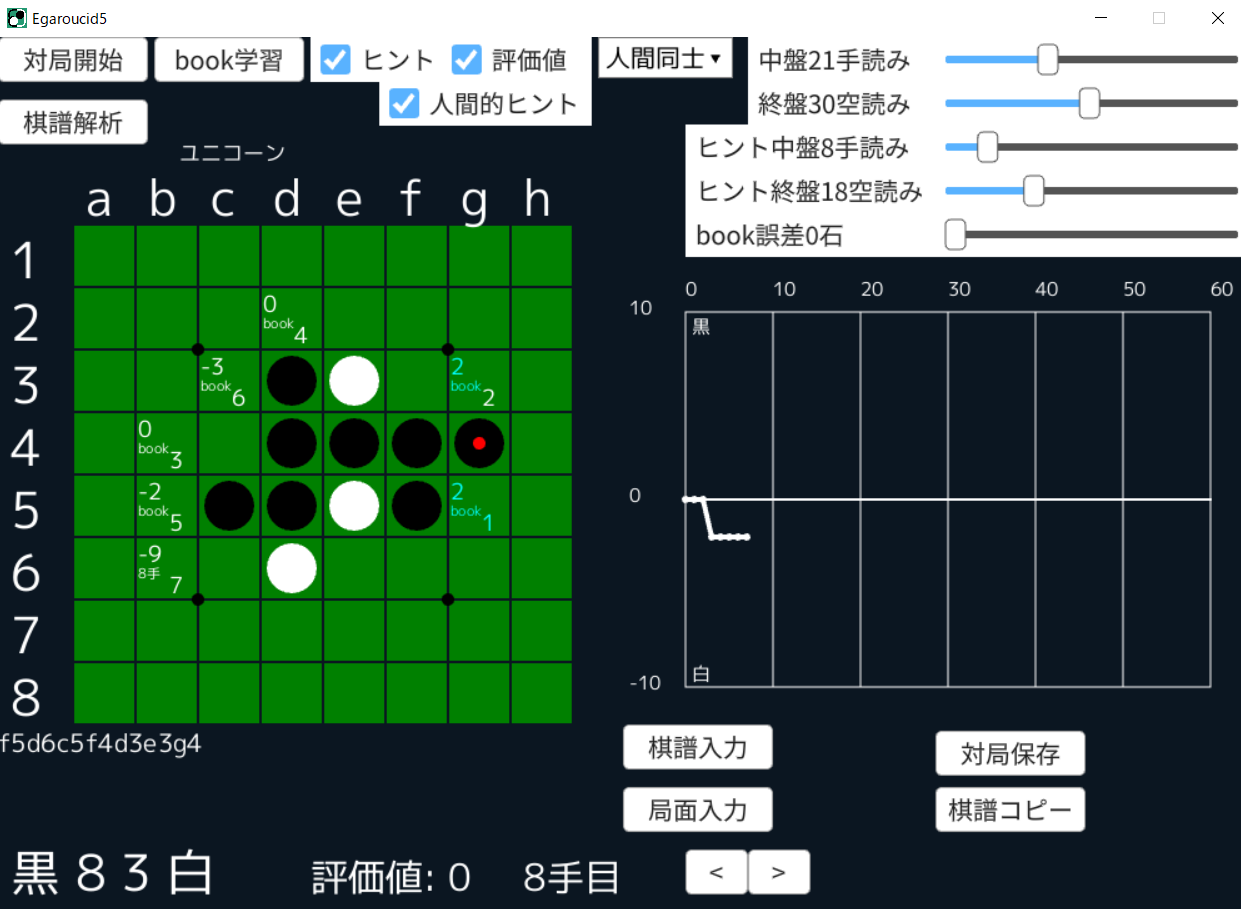 Egaroucid5
対局開始 book学習 ヒント 評価値 人間同士▼ 中盤21手読み
人間的ヒント 終盤30空読み
棋譜解析
ヒント中盤8手読み
ユニコーン
ヒント終盤18空読み
a b c d e f g h
book誤差0石
1
0 10 20 30 40 50 60
2
0
book
4
10
黒
3
-3
book
6
2
book
2
4
0
book
3
5
-2
book
5
2
book
1
0
6
-9
8手
7
7
8
白
-10
f5d6c5f4d3e3g4
棋譜入力 対局保存
局面入力 棋譜コピー
黒 8 3 白 評価値: 0 8手目 < >